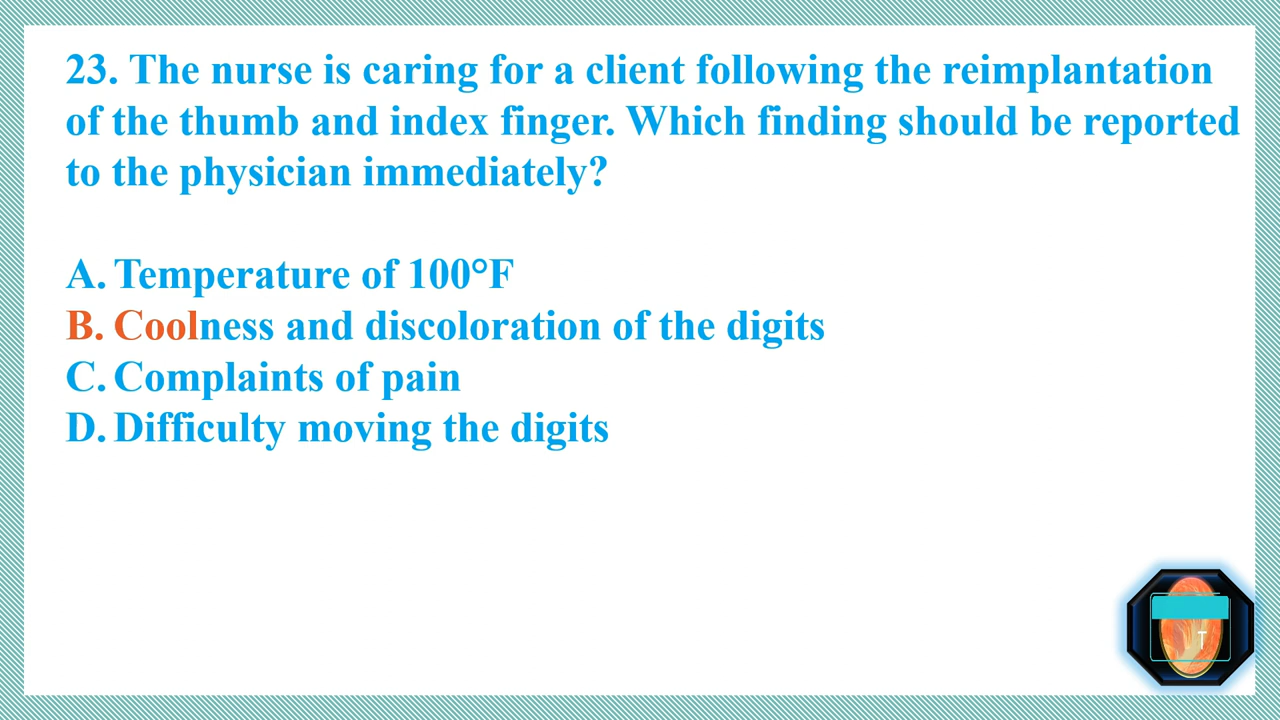 23. The nurse is caring for a client following the reimplantation
of the thumb and index finger. Which finding should be reported
to the physician immediately?
A. Temperature of 100°F
B. Coolness and discoloration of the digits
C. Complaints of pain
D. Difficulty moving the digits
T